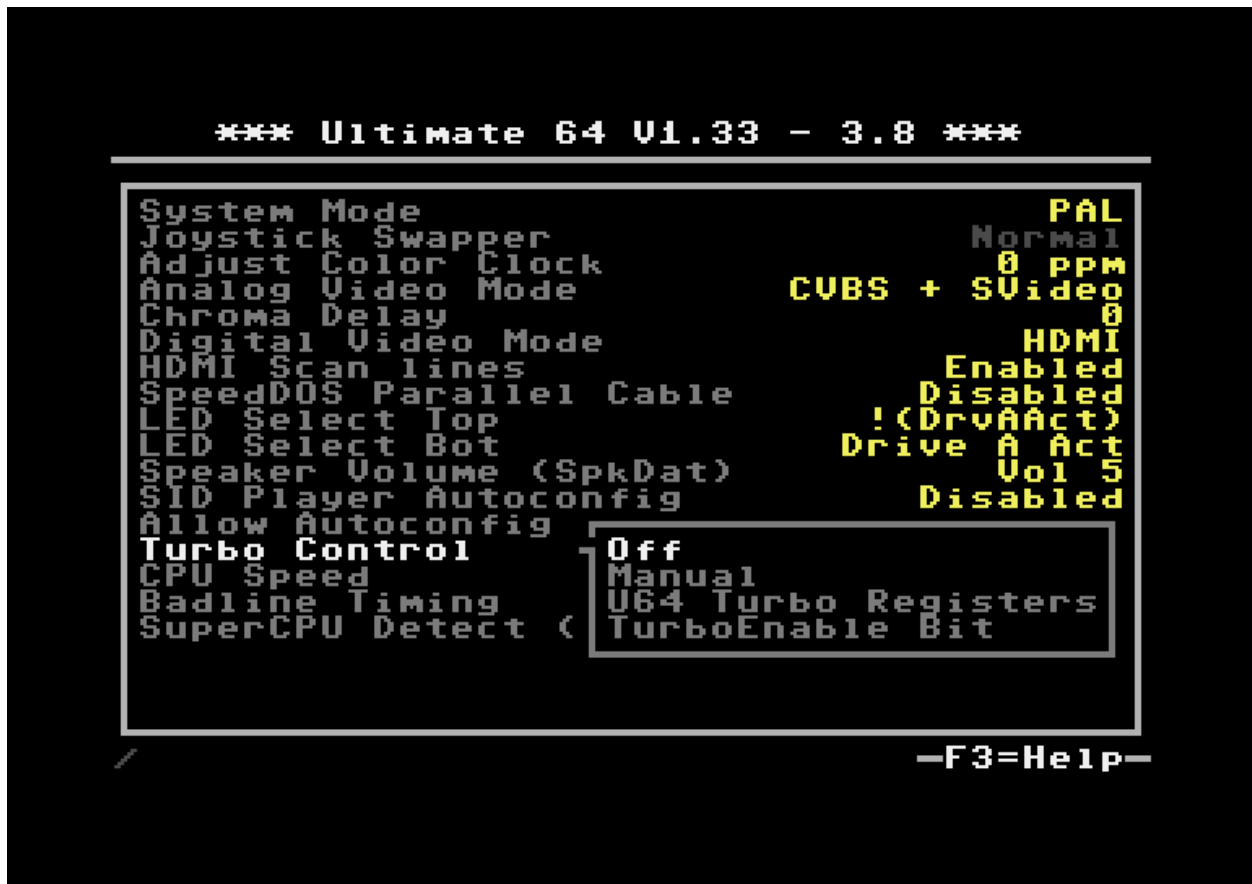 *** Ultimate 64 V1.33 - 3.8 ***
System Mode PAL
Joystick Swapper Normal
Adjust Color Clock 0 ppm
Analog Video Mode CVBS + SVideo
Chroma Delay 0
Digital Video Mode HDMI
HDMI Scan lines Enabled
SpeedDOS Parallel Cable Disabled
LED Select Top !(DrvAAct)
LED Select Bot Drive A Act
Speaker Volume (SpkDat) Vol 5
SID Player Autoconfig Disabled
Allow Autoconfig
Turbo Control Off
CPU Speed Manual
Badline Timing U64 Turbo Registers
SuperCPU Detect ( TurboEnable Bit
/ -F3=Help-